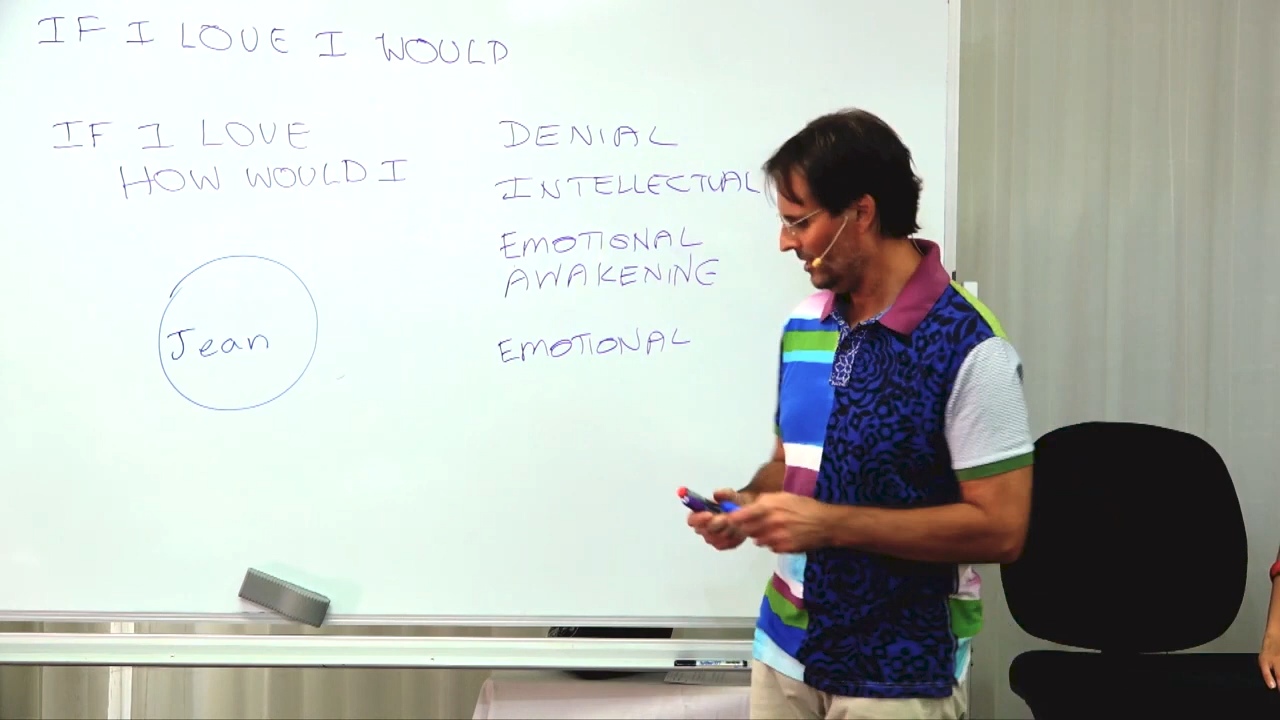 IF I LOVE I WOULD
IF I LOVE
HOW WOULD I
Jean
DENIAL
INTELLECTUAL
EMOTIONAL
AWAKENING
EMOTIONAL